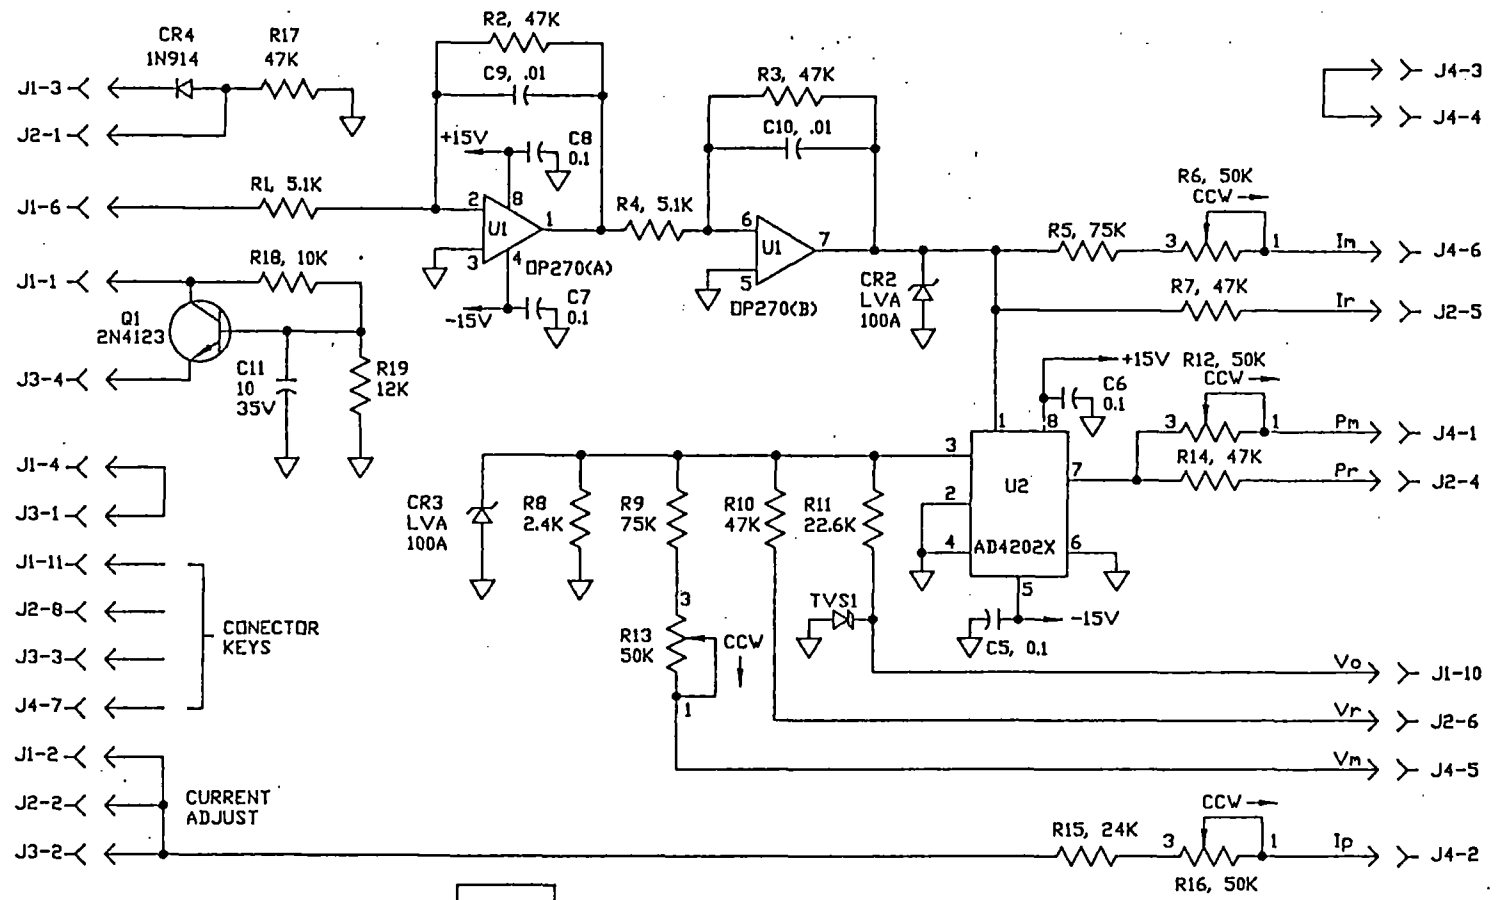 R2, 47K
CR4
1N914
R17
47K
J1-3
J2-1
C9, .01
R3, 47K
C10, .01
J4-3
J4-4
+15V
C8
0.1
J1-6
R1, 5.1K
2
8
U1
1
3
4
OP270(A)
R4, 5.1K
6
U1
7
5
OP270(B)
R6, 50K
CCW
R5, 75K
3
1
Im
J4-6
J1-1
R18, 10K
-15V
C7
0.1
CR2
LVA
100A
R7, 47K
Ir
J2-5
Q1
2N4123
J3-4
C11
10
35V
R19
12K
+15V
R12, 50K
CCW
C6
0.1
1
8
3
1
Pm
J4-1
3
7
R14, 47K
Pr
J2-4
J1-4
J3-1
CR3
LVA
100A
R8
2.4K
R9
75K
R10
47K
R11
22.6K
2
U2
4
AD4202X
6
5
-15V
C5, 0.1
J1-11
J2-8
J3-3
J4-7
CONECTOR
KEYS
3
R13
50K
CCW
1
TVS1
Vo
J1-10
Vr
J2-6
Vm
J4-5
J1-2
J2-2
J3-2
CURRENT
ADJUST
R15, 24K
CCW
3
1
R16, 50K
Ip
J4-2